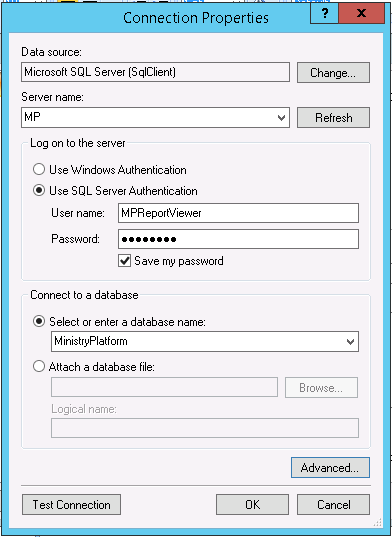 Connection Properties
?
x
Data source:
Microsoft SQL Server (SqlClient)
Change...
Server name:
MP
Refresh
Log on to the server
Use Windows Authentication
Use SQL Server Authentication
User name:
MPReportViewer
Password:
●●●●●●●●
Save my password
Connect to a database
Select or enter a database name:
MinistryPlatform
Attach a database file:
Browse...
Logical name:
Advanced...
Test Connection
OK
Cancel